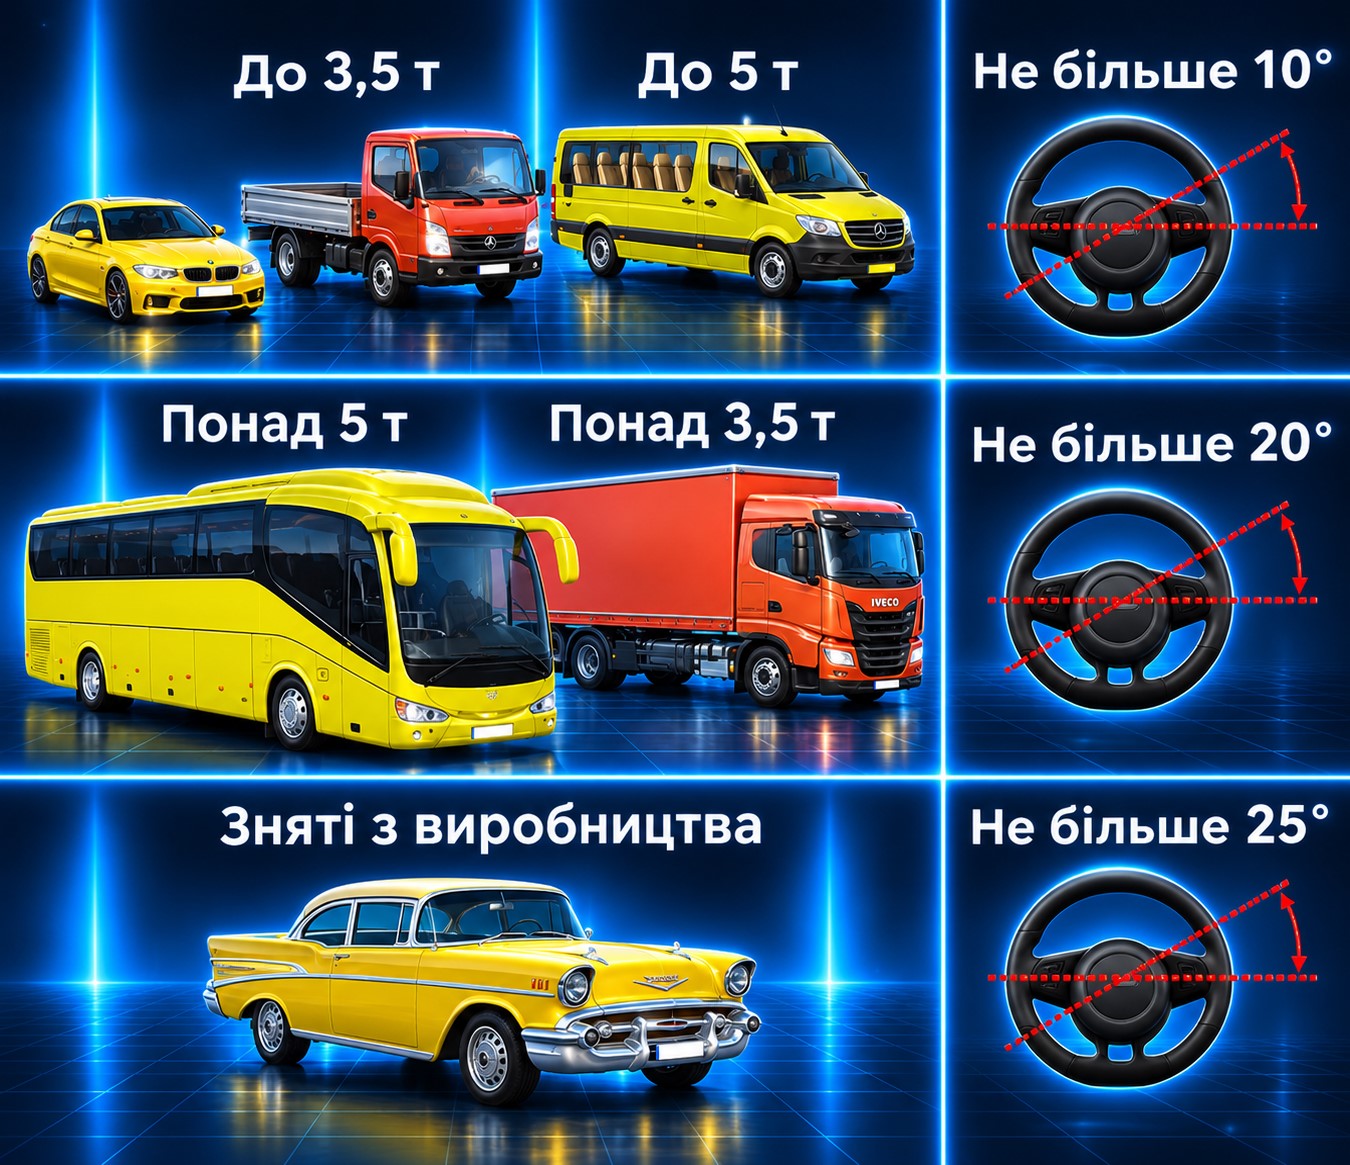 До 3,5 т
До 5 т
Не більше 10°
Понад 5 т
Понад 3,5 т
Не більше 20°
IVECO
Зняті з виробництва
Не більше 25°